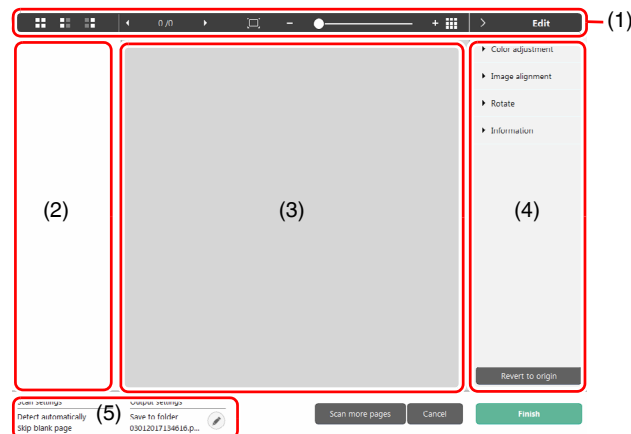 0 /0
Edit
(1)
Color adjustment
Image alignment
Rotate
Information
(2)
(3)
(4)
Revert to origin
Scan settings
Output settings
Detect automatically
(5)
Save to folder
Skip blank page
03012017134616.p...
Scan more pages
Cancel
Finish